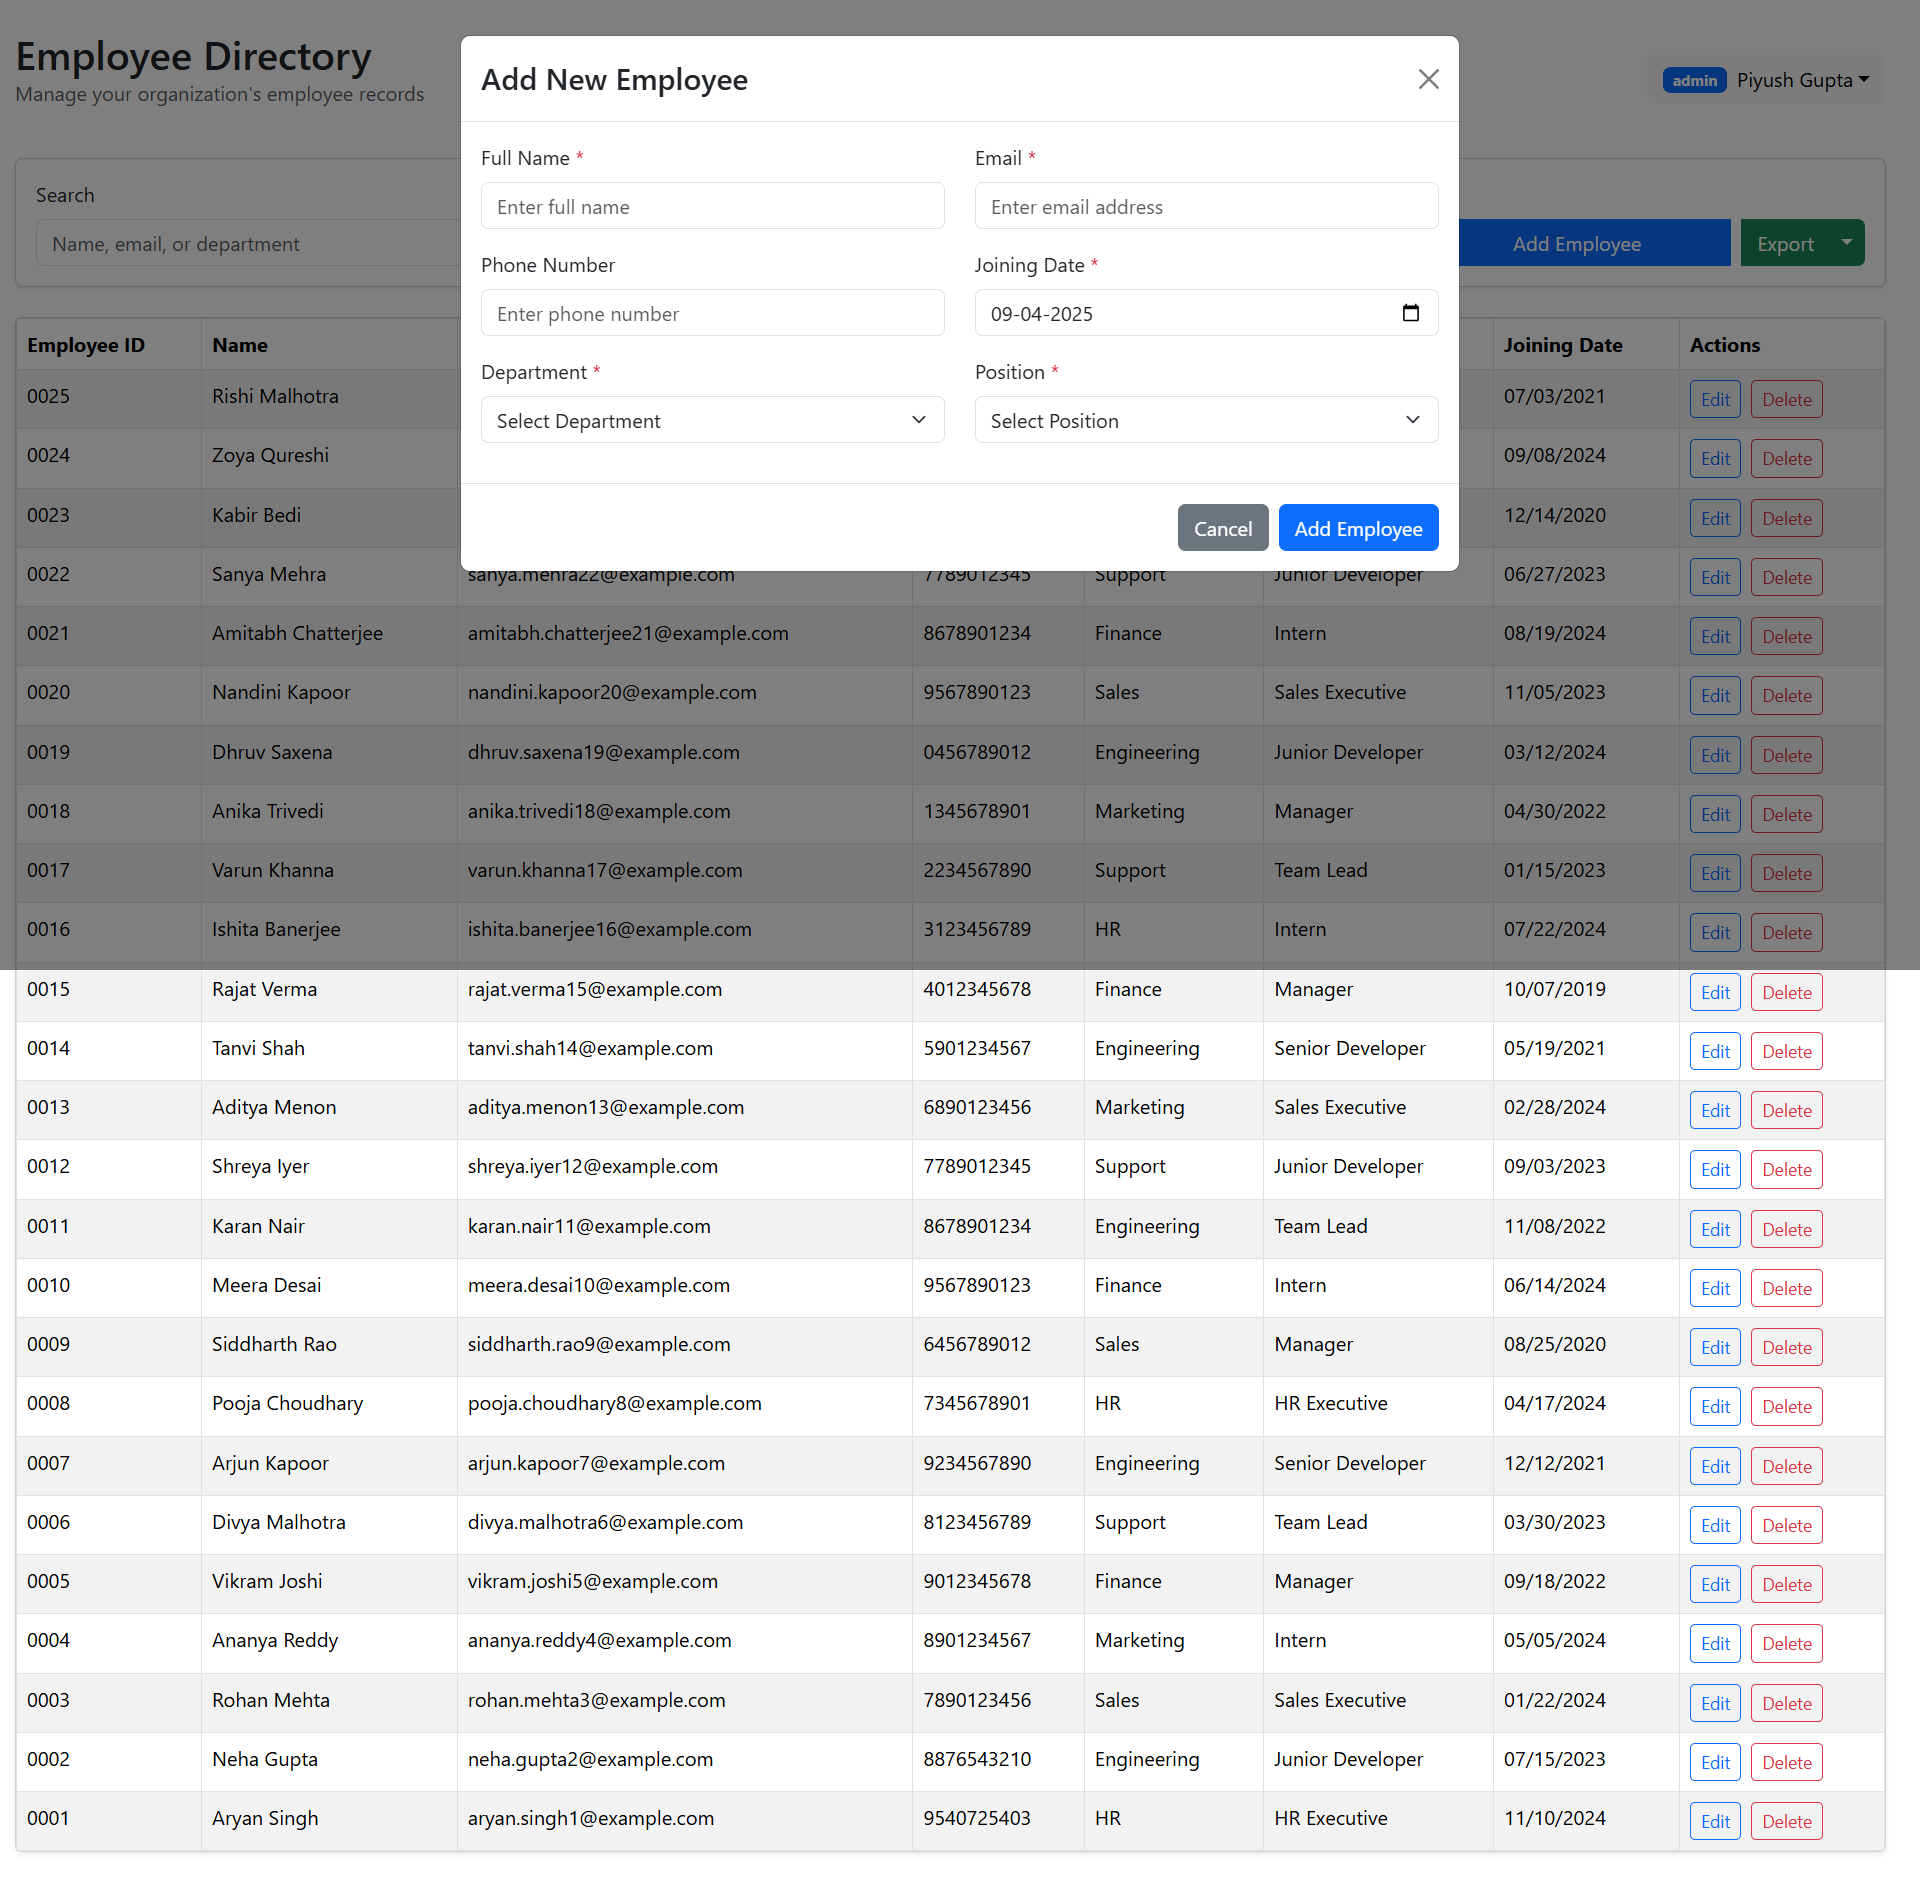 Employee Directory
Manage your organization's employee records
admin Piyush Gupta
Add New Employee
Full Name * Email *
Enter full name Enter email address
Phone Number Joining Date *
Enter phone number 09-04-2025
Department * Position *
Select Department Select Position
Cancel Add Employee
Search
Name, email, or department Add Employee Export
Employee ID Name Joining Date Actions
0025 Rishi Malhotra 07/03/2021 Edit Delete
0024 Zoya Qureshi 09/08/2024 Edit Delete
0023 Kabir Bedi 12/14/2020 Edit Delete
0022 Sanya Mehra sanya.mehra22@example.com 7789012345 Support Junior Developer 06/27/2023 Edit Delete
0021 Amitabh Chatterjee amitabh.chatterjee21@example.com 8678901234 Finance Intern 08/19/2024 Edit Delete
0020 Nandini Kapoor nandini.kapoor20@example.com 9567890123 Sales Sales Executive 11/05/2023 Edit Delete
0019 Dhruv Saxena dhruv.saxena19@example.com 0456789012 Engineering Junior Developer 03/12/2024 Edit Delete
0018 Anika Trivedi anika.trivedi18@example.com 1345678901 Marketing Manager 04/30/2022 Edit Delete
0017 Varun Khanna varun.khanna17@example.com 2234567890 Support Team Lead 01/15/2023 Edit Delete
0016 Ishita Banerjee ishita.banerjee16@example.com 3123456789 HR Intern 07/22/2024 Edit Delete
0015 Rajat Verma rajat.verma15@example.com 4012345678 Finance Manager 10/07/2019 Edit Delete
0014 Tanvi Shah tanvi.shah14@example.com 5901234567 Engineering Senior Developer 05/19/2021 Edit Delete
0013 Aditya Menon aditya.menon13@example.com 6890123456 Marketing Sales Executive 02/28/2024 Edit Delete
0012 Shreya Iyer shreya.iyer12@example.com 7789012345 Support Junior Developer 09/03/2023 Edit Delete
0011 Karan Nair karan.nair11@example.com 8678901234 Engineering Team Lead 11/08/2022 Edit Delete
0010 Meera Desai meera.desai10@example.com 9567890123 Finance Intern 06/14/2024 Edit Delete
0009 Siddharth Rao siddharth.rao9@example.com 6456789012 Sales Manager 08/25/2020 Edit Delete
0008 Pooja Choudhary pooja.choudhary8@example.com 7345678901 HR HR Executive 04/17/2024 Edit Delete
0007 Arjun Kapoor arjun.kapoor7@example.com 9234567890 Engineering Senior Developer 12/12/2021 Edit Delete
0006 Divya Malhotra divya.malhotra6@example.com 8123456789 Support Team Lead 03/30/2023 Edit Delete
0005 Vikram Joshi vikram.joshi5@example.com 9012345678 Finance Manager 09/18/2022 Edit Delete
0004 Ananya Reddy ananya.reddy4@example.com 8901234567 Marketing Intern 05/05/2024 Edit Delete
0003 Rohan Mehta rohan.mehta3@example.com 7890123456 Sales Sales Executive 01/22/2024 Edit Delete
0002 Neha Gupta neha.gupta2@example.com 8876543210 Engineering Junior Developer 07/15/2023 Edit Delete
0001 Aryan Singh aryan.singh1@example.com 9540725403 HR HR Executive 11/10/2024 Edit Delete